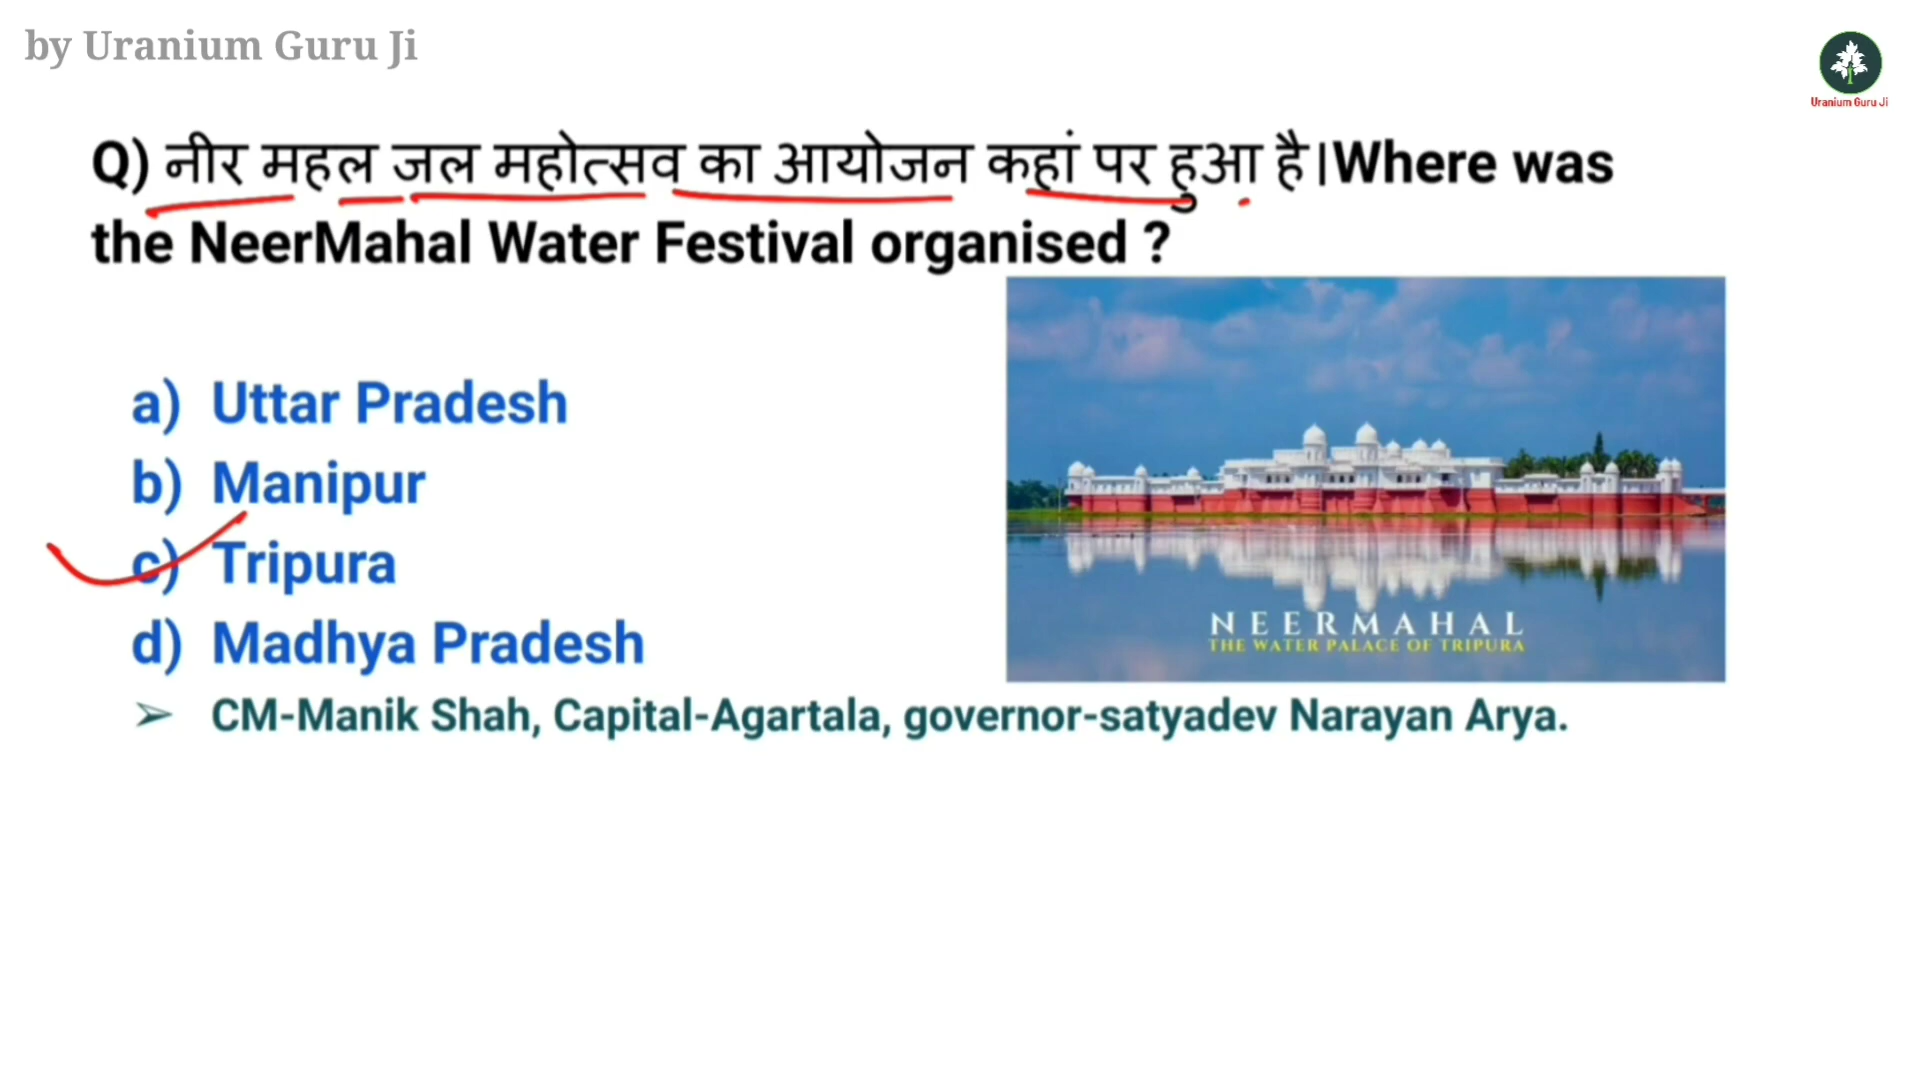 by Uranium Guru Ji
Uranium Guru Ji
Q) नीर महल जल महोत्सव का आयोजन कहां पर हुआ है।Where was
the NeerMahal Water Festival organised ?
a) Uttar Pradesh
b) Manipur
c) Tripura
d) Madhya Pradesh
NEERMAHAL
THE WATER PALACE OF TRIPURA
➢ CM-Manik Shah, Capital-Agartala, governor-satyadev Narayan Arya.